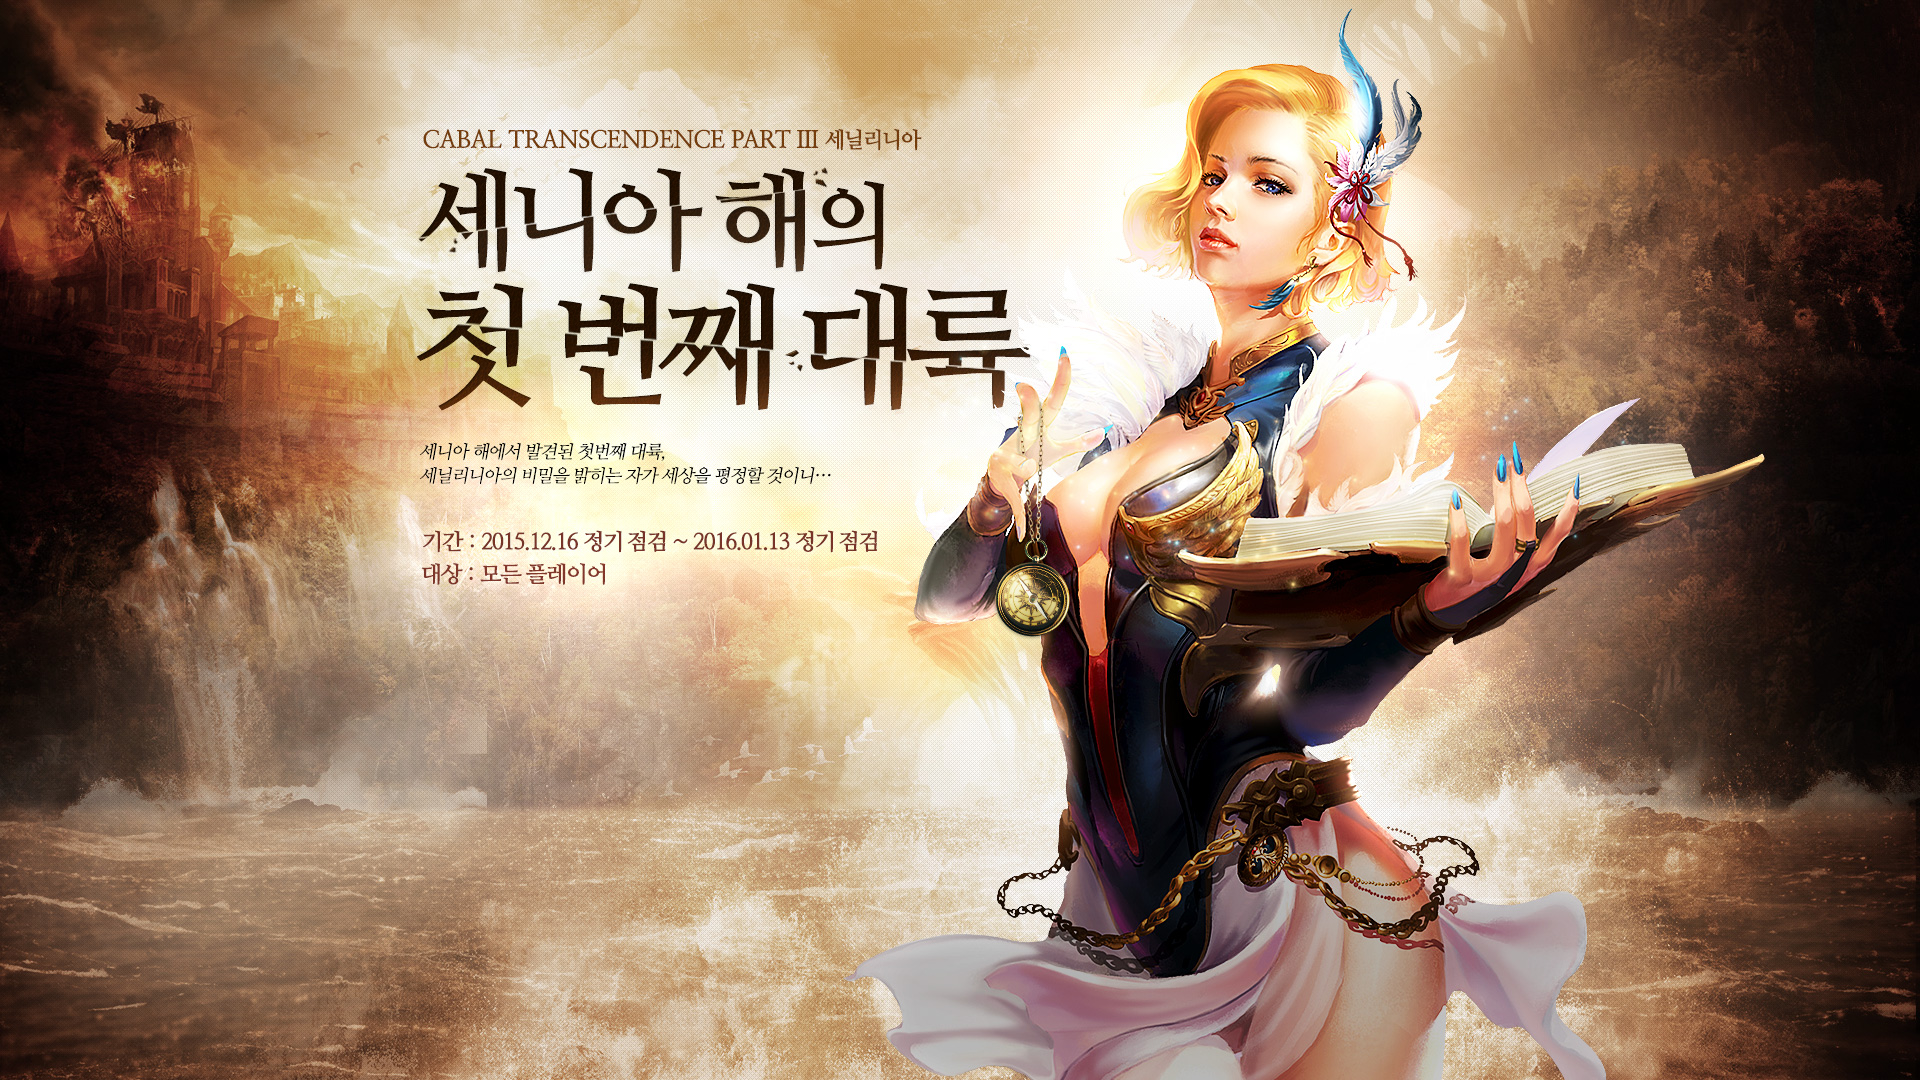 CABAL TRANSCENDENCE PART III 세닐리니아
세니아 해의
첫 번째 대륙
세니아 해에서 발견된 첫번째 대륙,
세닐리니아의 비밀을 밝히는 자가 세상을 평정할 것이니…
기간 : 2015.12.16 정기 점검 ~ 2016.01.13 정기 점검
대상 : 모든 플레이어